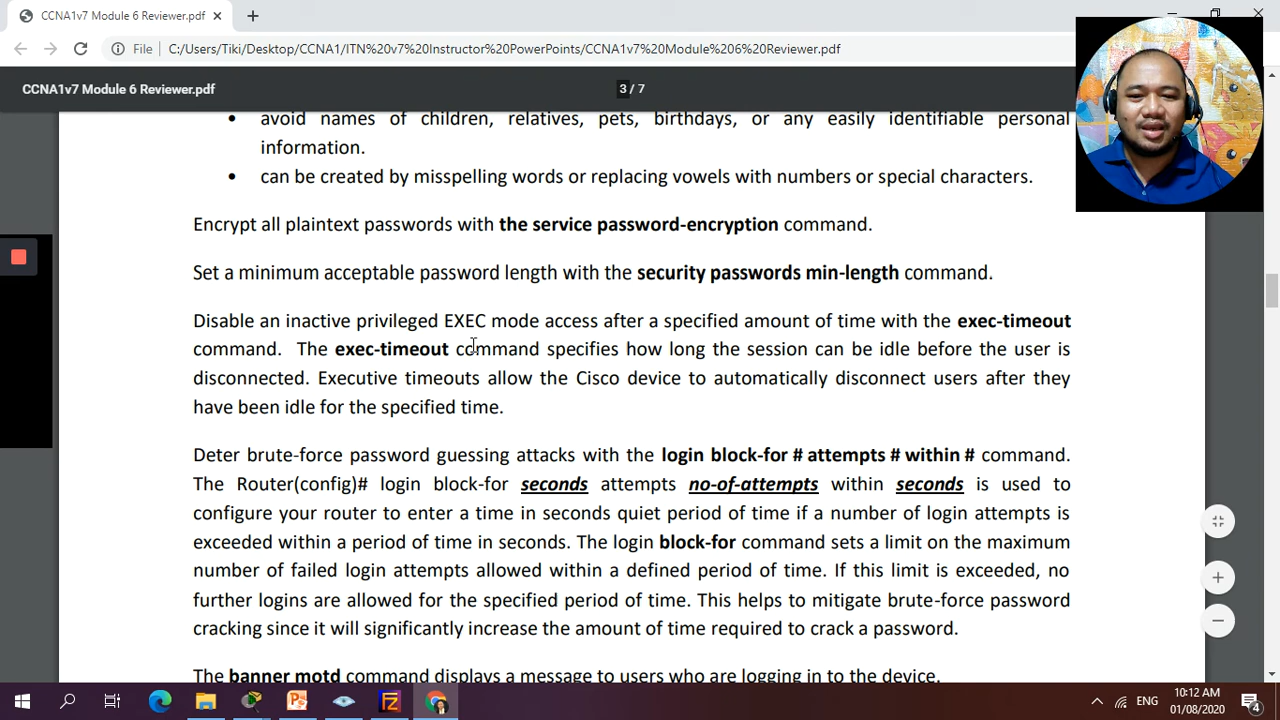 CCNA1v7 Module 6 Reviewer.pdf
File
C:/Users/Tiki/Desktop/CCNA1/ITN%20v7%20Instructor%20PowerPoints/CCNA1v7%20Module%206%20Reviewer.pdf
CCNA1v7 Module 6 Reviewer.pdf
3 / 7
• avoid names of children, relatives, pets, birthdays, or any easily identifiable personal
information.
• can be created by misspelling words or replacing vowels with numbers or special characters.
Encrypt all plaintext passwords with the service password-encryption command.
Set a minimum acceptable password length with the security passwords min-length command.
Disable an inactive privileged EXEC mode access after a specified amount of time with the exec-timeout
command. The exec-timeout command specifies how long the session can be idle before the user is
disconnected. Executive timeouts allow the Cisco device to automatically disconnect users after they
have been idle for the specified time.
Deter brute-force password guessing attacks with the login block-for # attempts # within # command.
The Router(config)# login block-for seconds attempts no-of-attempts within seconds is used to
configure your router to enter a time in seconds quiet period of time if a number of login attempts is
exceeded within a period of time in seconds. The login block-for command sets a limit on the maximum
number of failed login attempts allowed within a defined period of time. If this limit is exceeded, no
further logins are allowed for the specified period of time. This helps to mitigate brute-force password
cracking since it will significantly increase the amount of time required to crack a password.
The banner motd command displays a message to users who are logging in to the device.
ENG
10:12 AM
01/08/2020
4